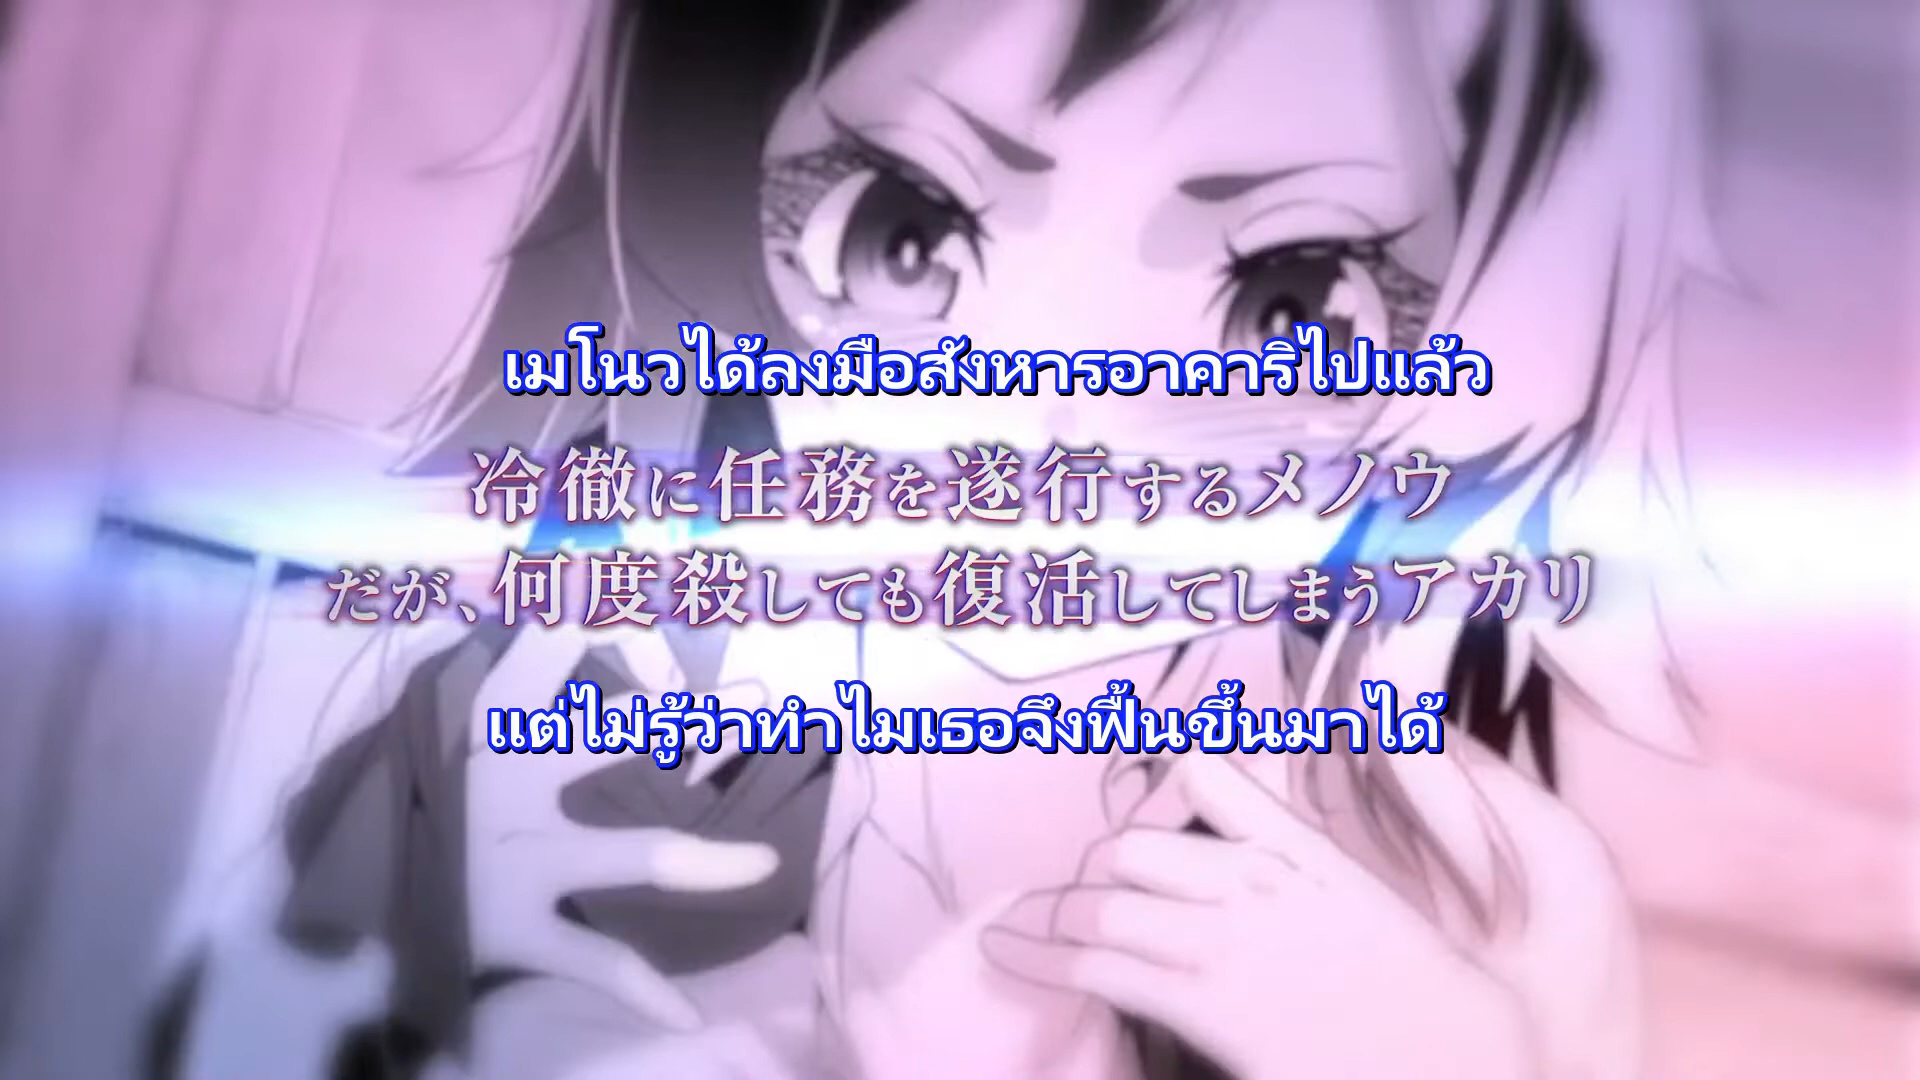 เมโนวได้ลงมือสังหารอาคาริไปแล้ว
冷徹に任務を遂行するメノウ
だが、何度殺しても復活してしまうアカリ
แต่ไม่รู้ว่าทำไมเธอจึงฟื้นขึ้นมาได้